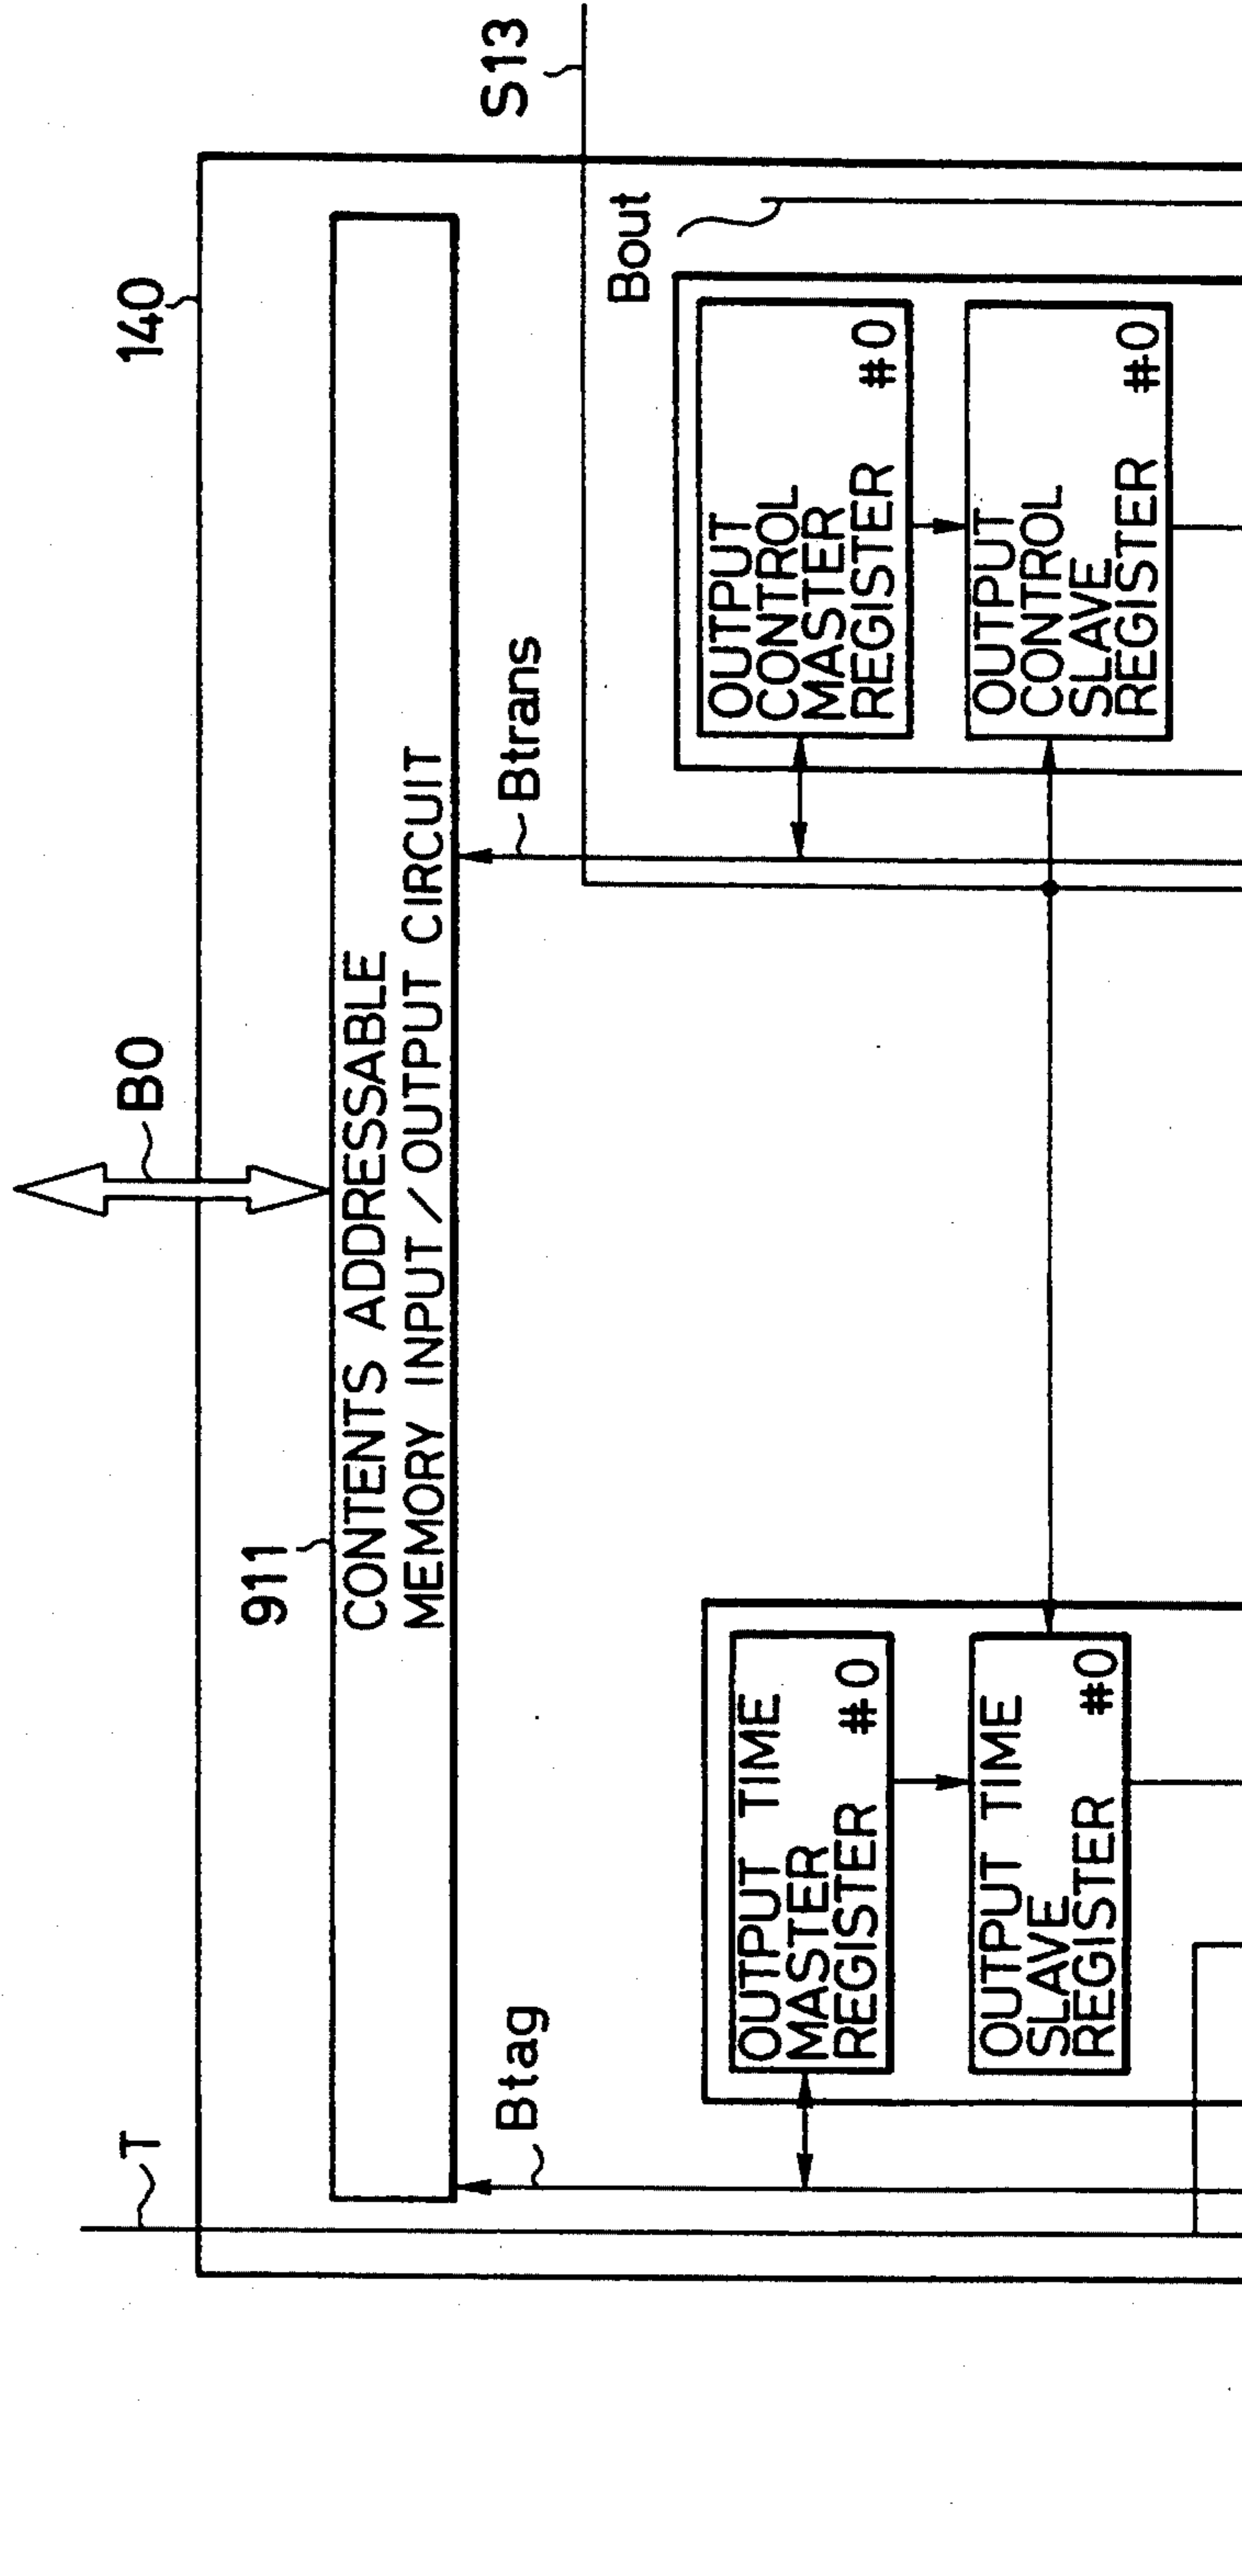 T
B0
140
911
CONTENTS ADDRESSABLE
MEMORY INPUT/OUTPUT CIRCUIT
Btag
Btrans
S13
Bout
OUTPUT TIME
MASTER
REGISTER #0
OUTPUT TIME
SLAVE
REGISTER #0
OUTPUT
CONTROL
MASTER
REGISTER #0
OUTPUT
CONTROL
SLAVE
REGISTER #0